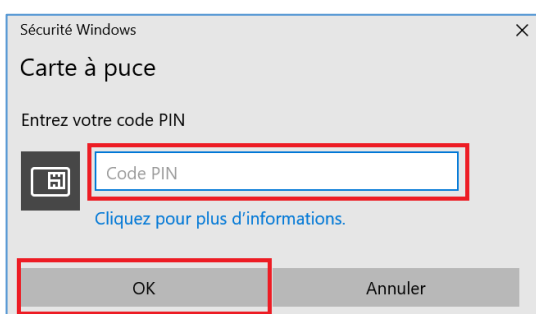 Sécurité Windows
Carte à puce
Entrez votre code PIN
Code PIN
Cliquez pour plus d'informations.
OK
Annuler